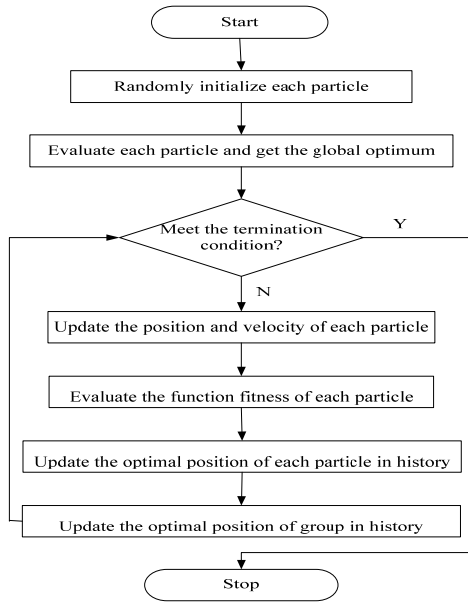 Start
Randomly initialize each particle
Evaluate each particle and get the global optimum
Meet the termination
condition?
Y
N
Update the position and velocity of each particle
Evaluate the function fitness of each particle
Update the optimal position of each particle in history
Update the optimal position of group in history
Stop